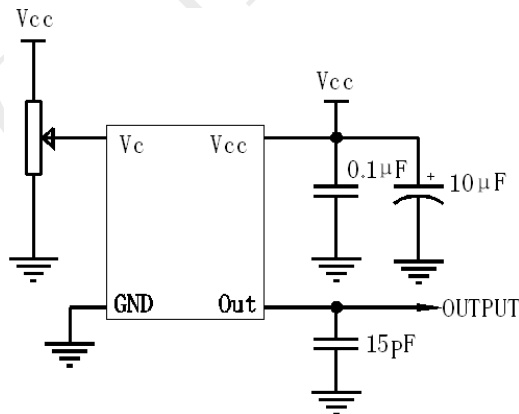 Vcc
Vcc
Vc
Vcc
0.1μF
+
10μF
GND
Out
OUTPUT
15pF